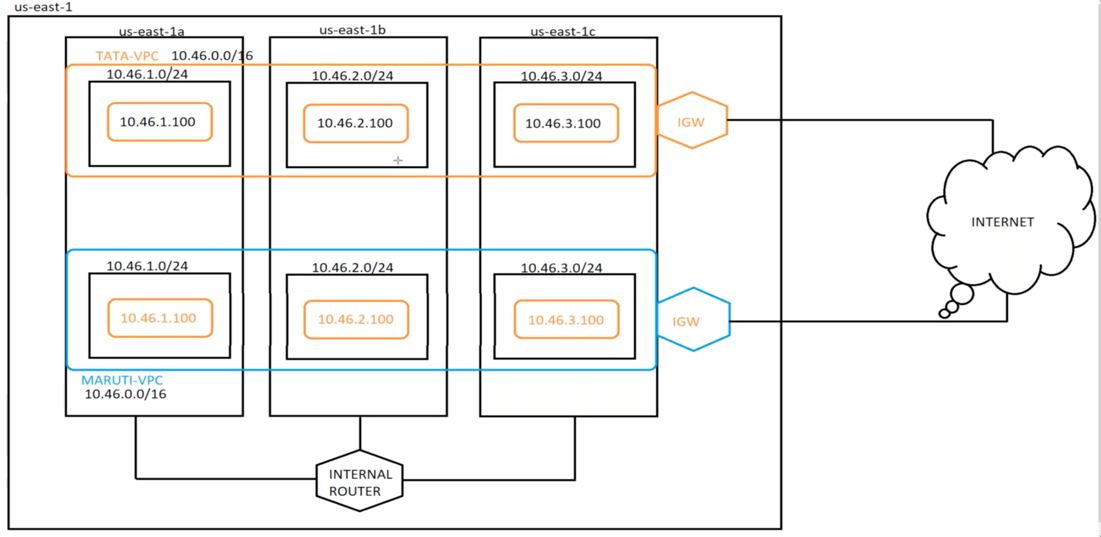 us-east-1
us-east-1a
us-east-1b
us-east-1c
TATA-VPC 10.46.0.0/16
10.46.1.0/24
10.46.2.0/24
10.46.3.0/24
10.46.1.100
10.46.2.100
10.46.3.100
IGW
INTERNET
10.46.1.0/24
10.46.2.0/24
10.46.3.0/24
10.46.1.100
10.46.2.100
10.46.3.100
IGW
MARUTI-VPC
10.46.0.0/16
INTERNAL
ROUTER